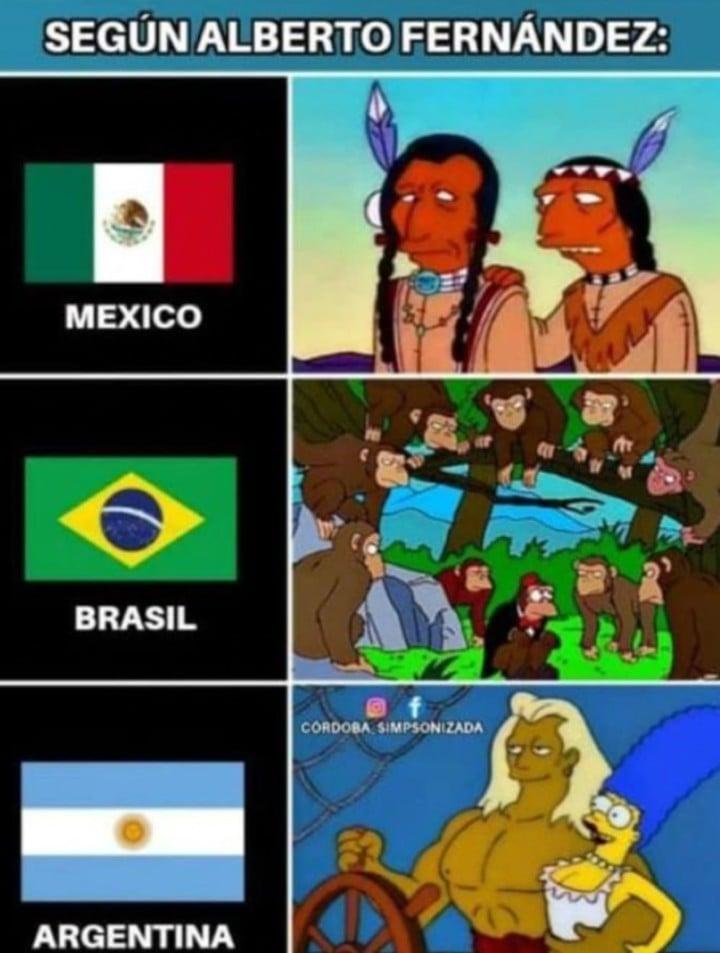 SEGÚN ALBERTO FERNÁNDEZ:
MEXICO
BRASIL
CORDOBA_SIMPSONIZADA
ARGENTINA